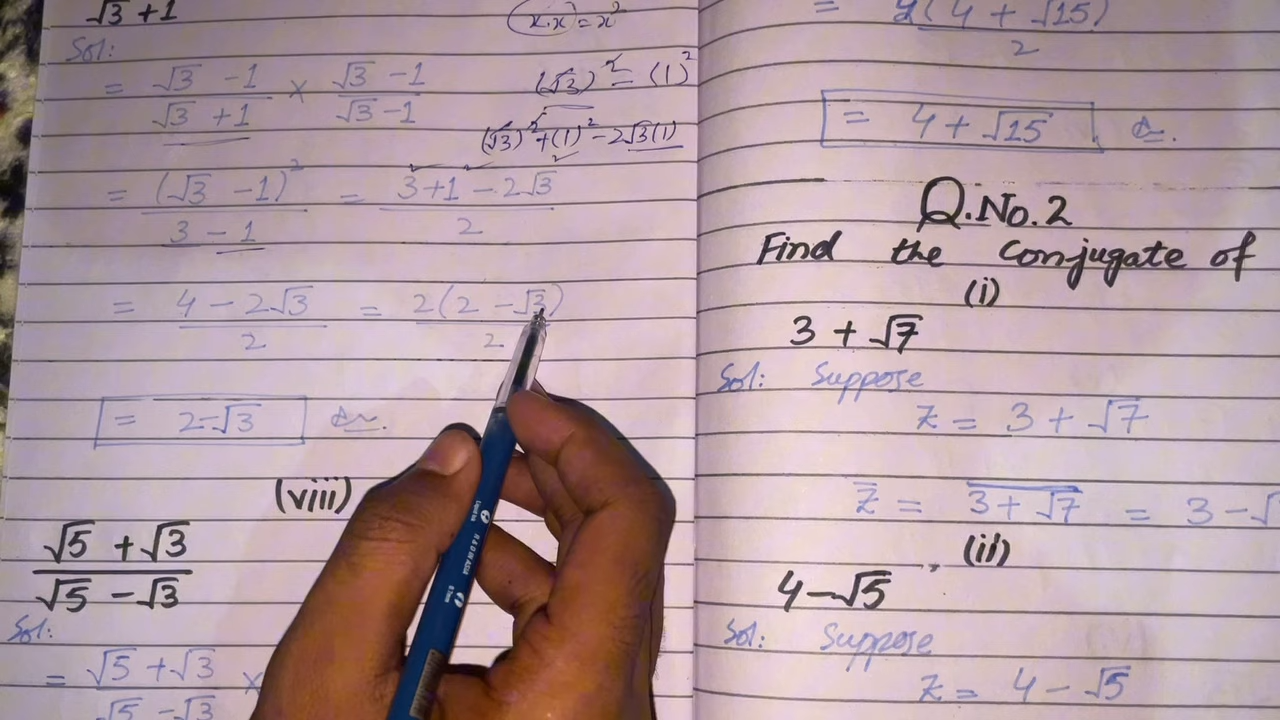 √3 + 1
(x.x) = x²
Sol:
= √3 - 1 / √3 + 1 × √3 - 1 / √3 - 1
(√3)² - (1)²
(√3)² + (1)² - 2√3(1)
= (√3 - 1)² / 3 - 1 = 3+1 - 2√3 / 2
= 4 - 2√3 / 2 = 2(2 - √3) / 2
= 2-√3
(viii)
√5 + √3 / √5 - √3
Sol:
= √5 + √3 / √5 - √3 ×
= 2(4 + √15) / 2
= 4 + √15
Q.No.2
Find the Conjugate of
(i)
3 + √7
Sol: Suppose
z = 3 + √7
z̅ = 3 + √7 = 3 - √
(ii)
4-√5
Sol: Suppose
z = 4 - √5